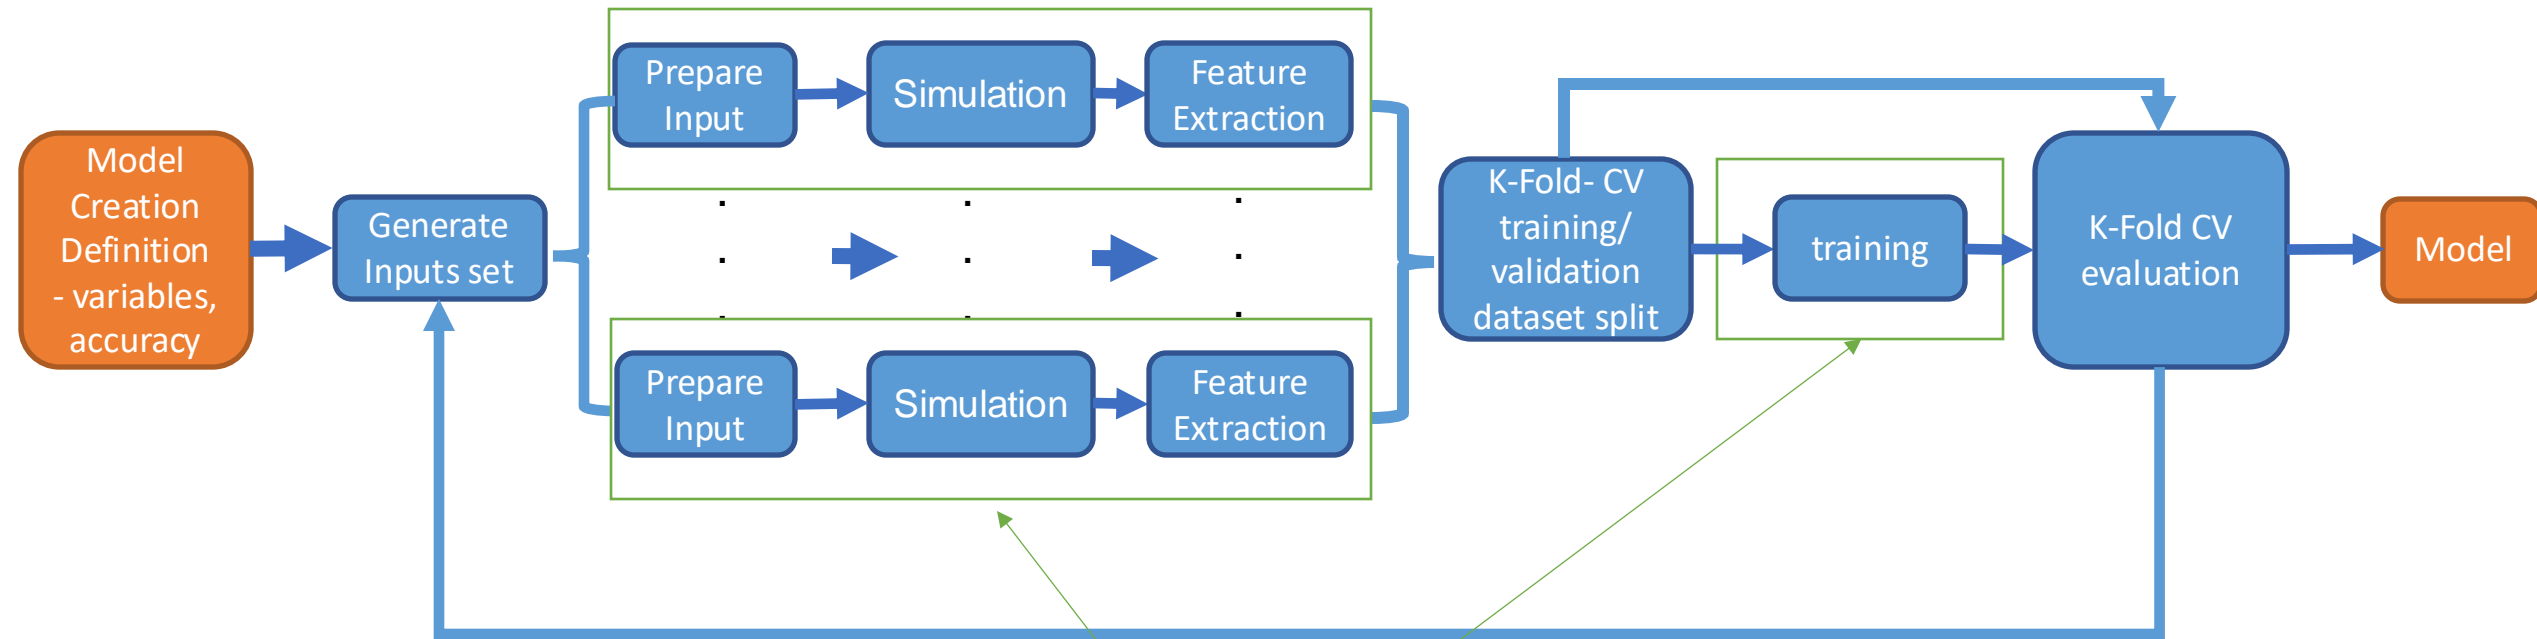 Model
Creation
Definition
- variables,
accuracy
Generate
Inputs set
Prepare
Input
Simulation
Feature
Extraction
Prepare
Input
Simulation
Feature
Extraction
K-Fold- CV
training/
validation
dataset split
training
K-Fold CV
evaluation
Model